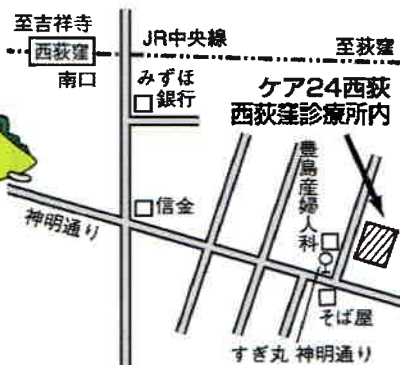 至吉祥寺
JR中央線
至荻窪
西荻窪
南口
みずほ
銀行
ケア24西荻
西荻窪診療所内
豊島産婦人科
信金
神明通り
そば屋
すぎ丸 神明通り